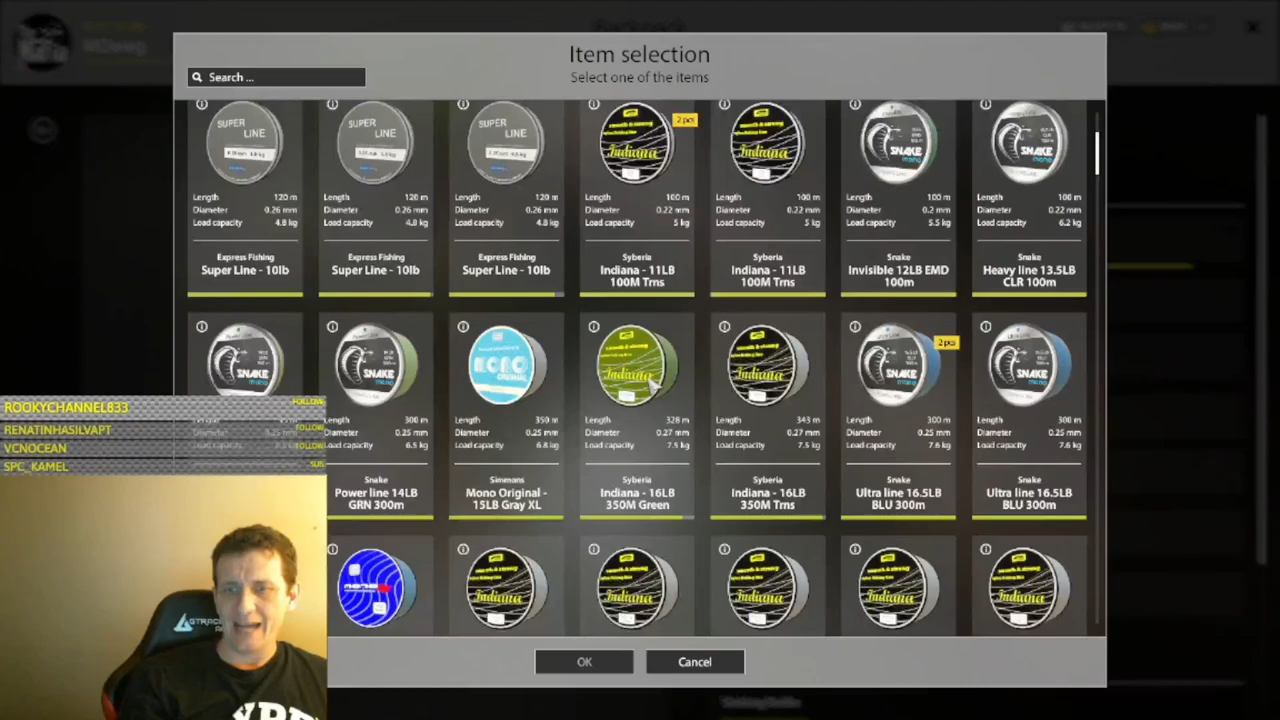 Item selection
Select one of the items
Search ...
SUPER LINE
SUPER LINE
SUPER LINE
Indiana
2 pct
Indiana
SNAKE
SNAKE
Length 120 m
Diameter 0.26 mm
Load capacity 4.8 kg
Length 120 m
Diameter 0.26 mm
Load capacity 4.8 kg
Length 120 m
Diameter 0.26 mm
Load capacity 4.8 kg
Length 100 m
Diameter 0.22 mm
Load capacity 5 kg
Length 100 m
Diameter 0.22 mm
Load capacity 5 kg
Length 100 m
Diameter 0.2 mm
Load capacity 5.5 kg
Length 100 m
Diameter 0.22 mm
Load capacity 6.2 kg
Express Fishing
Super Line - 10lb
Express Fishing
Super Line - 10lb
Express Fishing
Super Line - 10lb
Syberia
Indiana - 11LB
100M Trns
Syberia
Indiana - 11LB
100M Trns
Snake
Invisible 12LB EMD
100m
Snake
Heavy line 13.5LB
CLR 100m
SNAKE
SNAKE
MONO
ORIGINAL
Indiana
Indiana
SNAKE
2 pct
SNAKE
Length 300 m
Diameter 0.25 mm
Load capacity 6.5 kg
Length 350 m
Diameter 0.25 mm
Load capacity 6.8 kg
Length 328 m
Diameter 0.27 mm
Load capacity 7.5 kg
Length 343 m
Diameter 0.27 mm
Load capacity 7.5 kg
Length 300 m
Diameter 0.25 mm
Load capacity 7.6 kg
Length 300 m
Diameter 0.25 mm
Load capacity 7.6 kg
Snake
Power line 14LB
GRN 300m
Simmons
Mono Original -
15LB Gray XL
Syberia
Indiana - 16LB
350M Green
Syberia
Indiana - 16LB
350M Trns
Snake
Ultra line 16.5LB
BLU 300m
Snake
Ultra line 16.5LB
BLU 300m
Indiana
Indiana
Indiana
Indiana
Indiana
OK
Cancel
ROOKYCHANNEL833 FOLLOW
RENATINHASILVAPT FOLLOW
VCNOCEAN FOLLOW
SPC_KAMEL SUB